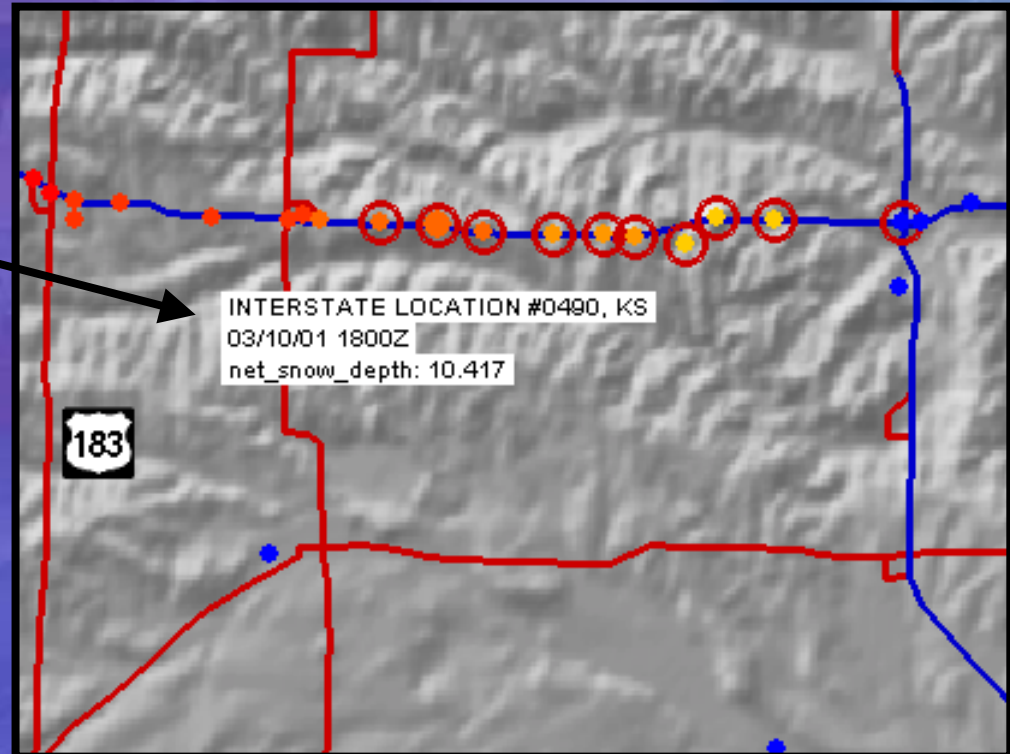 INTERSTATE LOCATION #0490, KS
03/10/01 1800Z
net_snow_depth: 10.417
183